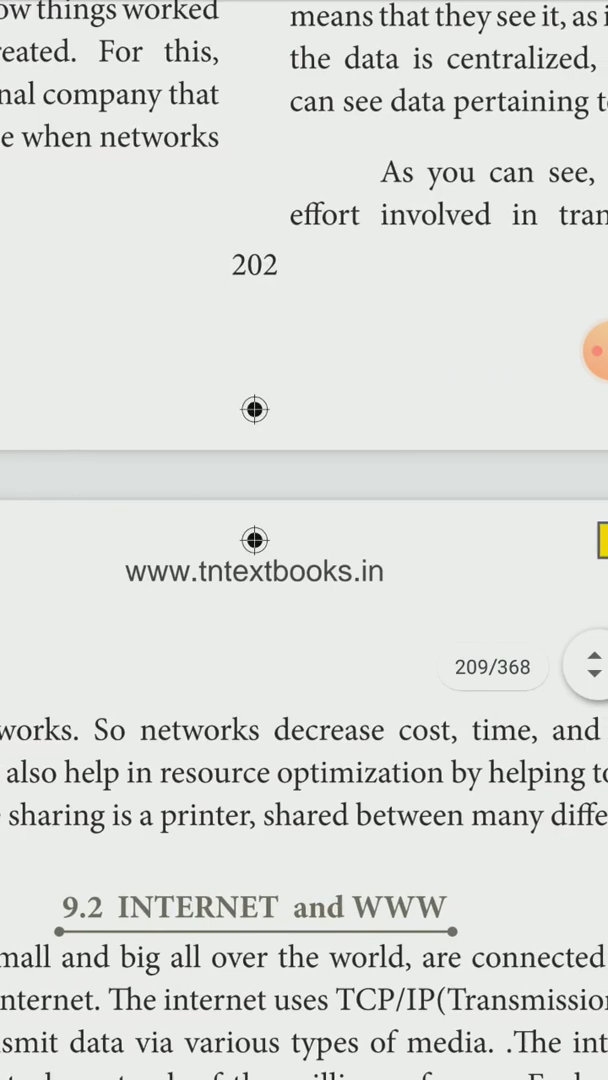 ow things worked
reated. For this,
nal company that
e when networks
means that they see it, as i
the data is centralized,
can see data pertaining t
As you can see,
effort involved in tran
202
www.tntextbooks.in
209/368
works. So networks decrease cost, time, and
also help in resource optimization by helping to
sharing is a printer, shared between many diffe
9.2 INTERNET and WWW
mall and big all over the world, are connected
nternet. The internet uses TCP/IP(Transmissio
smit data via various types of media. .The int